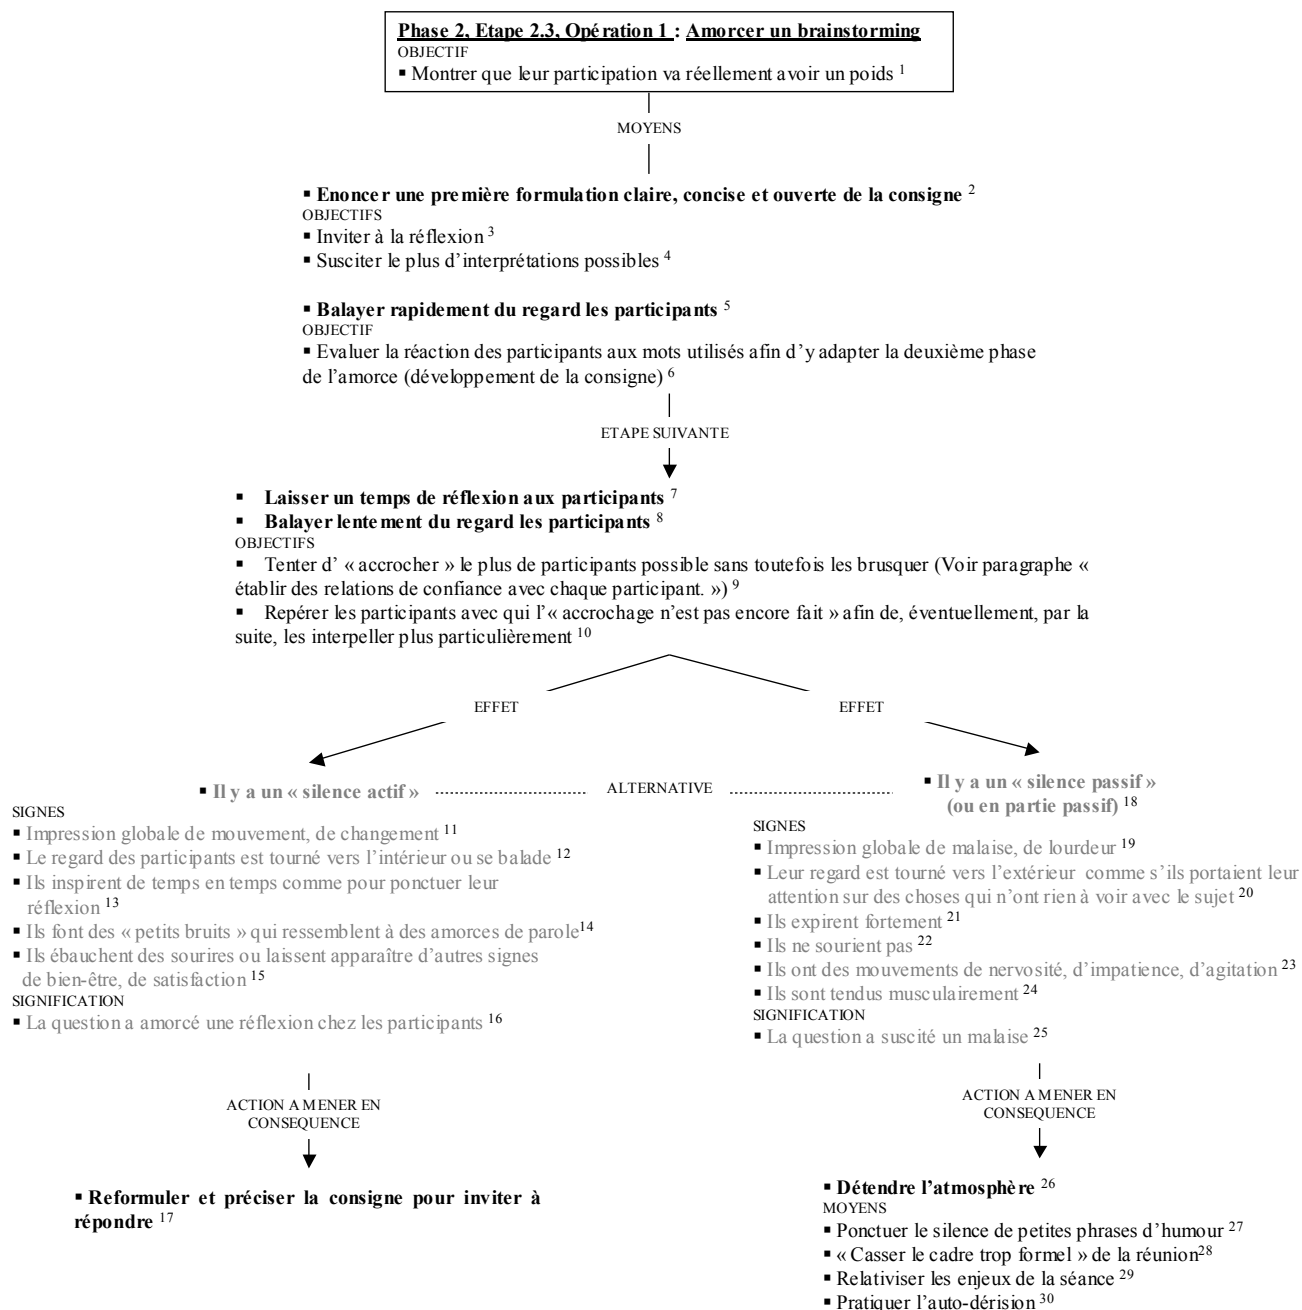 Phase 2, Etape 2.3, Opération 1 : Amorcer un brainstorming
OBJECTIF
▪ Montrer que leur participation va réellement avoir un poids 1
MOYENS
▪ Enoncer une première formulation claire, concise et ouverte de la consigne 2
OBJECTIFS
▪ Inviter à la réflexion 3
▪ Susciter le plus d’interprétations possibles 4
▪ Balayer rapidement du regard les participants 5
OBJECTIF
▪ Evaluer la réaction des participants aux mots utilisés afin d’y adapter la deuxième phase
de l’amorce (développement de la consigne) 6
ETAPE SUIVANTE
▪ Laisser un temps de réflexion aux participants 7
▪ Balayer lentement du regard les participants 8
OBJECTIFS
▪ Tenter d’ « accrocher » le plus de participants possible sans toutefois les brusquer (Voir paragraphe «
établir des relations de confiance avec chaque participant. ») 9
▪ Repérer les participants avec qui l’« accrochage n’est pas encore fait » afin de, éventuellement, par la
suite, les interpeller plus particulièrement 10
EFFET
EFFET
▪ Il y a un « silence actif »
ALTERNATIVE
▪ Il y a un « silence passif »
(ou en partie passif) 18
SIGNES
▪ Impression globale de mouvement, de changement 11
▪ Le regard des participants est tourné vers l’intérieur ou se balade 12
▪ Ils inspirent de temps en temps comme pour ponctuer leur
réflexion 13
▪ Ils font des « petits bruits » qui ressemblent à des amorces de parole 14
▪ Ils ébauchent des sourires ou laissent apparaître d’autres signes
de bien-être, de satisfaction 15
SIGNIFICATION
▪ La question a amorcé une réflexion chez les participants 16
ACTION A MENER EN
CONSEQUENCE
▪ Reformuler et préciser la consigne pour inviter à
répondre 17
SIGNES
▪ Impression globale de malaise, de lourdeur 19
▪ Leur regard est tourné vers l’extérieur comme s’ils portaient leur
attention sur des choses qui n’ont rien à voir avec le sujet 20
▪ Ils expirent fortement 21
▪ Ils ne sourient pas 22
▪ Ils ont des mouvements de nervosité, d’impatience, d’agitation 23
▪ Ils sont tendus musculairement 24
SIGNIFICATION
▪ La question a suscité un malaise 25
ACTION A MENER EN
CONSEQUENCE
▪ Détendre l’atmosphère 26
MOYENS
▪ Ponctuer le silence de petites phrases d’humour 27
▪ « Casser le cadre trop formel » de la réunion 28
▪ Relativiser les enjeux de la séance 29
▪ Pratiquer l’auto-dérision 30